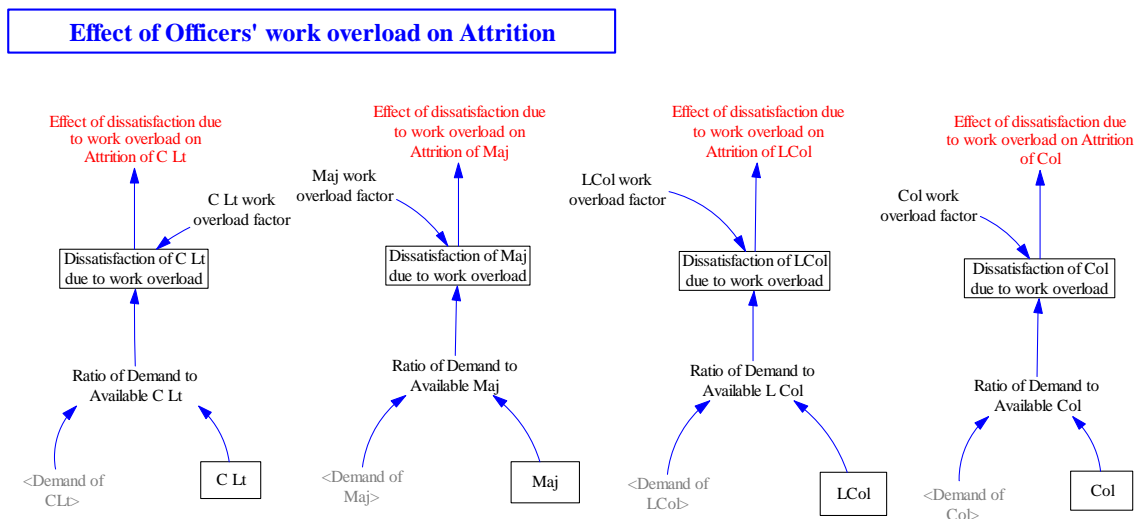 Effect of Officers' work overload on Attrition
Effect of dissatisfaction due
to work overload on
Attrition of C Lt
C Lt work
overload factor
Dissatisfaction of C Lt
due to work overload
Ratio of Demand to
Available C Lt
<Demand of
CLt>
C Lt
Effect of dissatisfaction due
to work overload on
Attrition of Maj
Maj work
overload factor
Dissatisfaction of Maj
due to work overload
Ratio of Demand to
Available Maj
<Demand of
Maj>
Maj
Effect of dissatisfaction due
to work overload on
Attrition of LCol
LCol work
overload factor
Dissatisfaction of LCol
due to work overload
Ratio of Demand to
Available L Col
<Demand of
LCol>
LCol
Effect of dissatisfaction due
to work overload on Attrition
of Col
Col work
overload factor
Dissatisfaction of Col
due to work overload
Ratio of Demand to
Available Col
<Demand of
Col>
Col